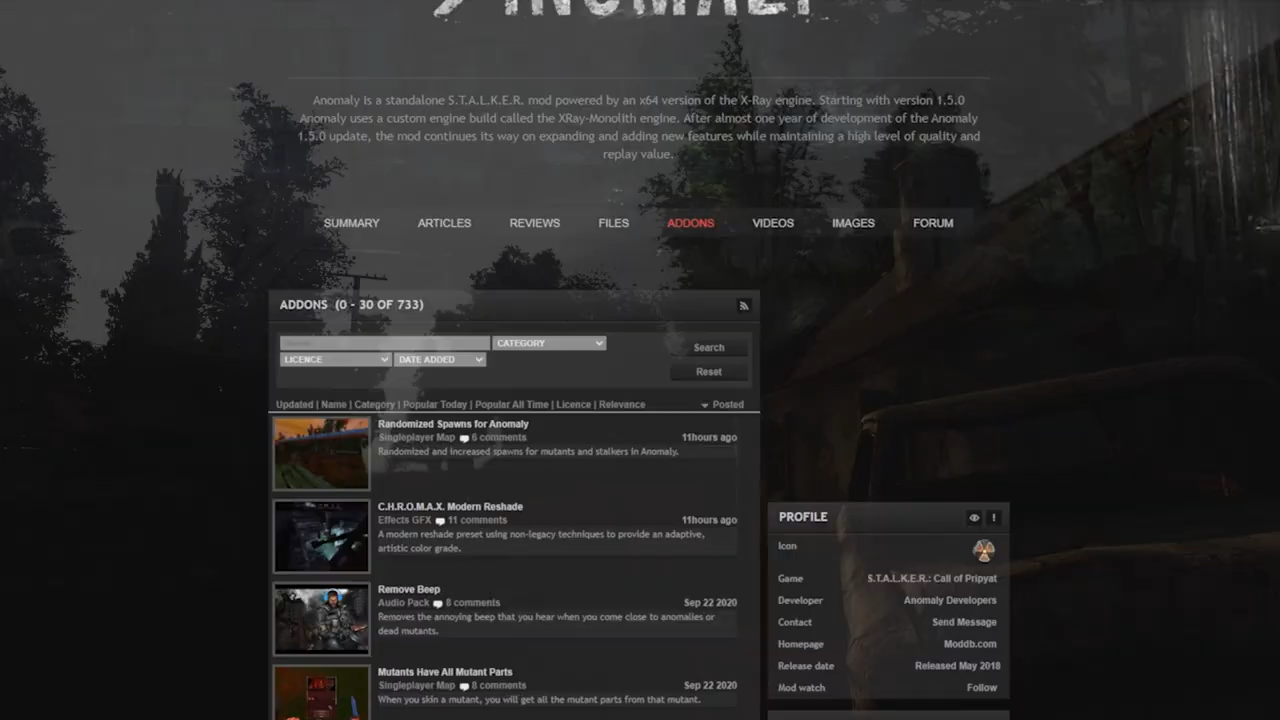 ANOMALY
Anomaly is a standalone S.T.A.L.K.E.R. mod powered by an x64 version of the X-Ray engine. Starting with version 1.5.0
Anomaly uses a custom engine build called the XRay-Monolith engine. After almost one year of development of the Anomaly
1.5.0 update, the mod continues its way on expanding and adding new features while maintaining a high level of quality and
replay value.
SUMMARY ARTICLES REVIEWS FILES ADDONS VIDEOS IMAGES FORUM
ADDONS (0 - 30 OF 733)
CATEGORY
Search
LICENCE DATE ADDED
Reset
Updated | Name | Category | Popular Today | Popular All Time | Licence | Relevance Posted
Randomized Spawns for Anomaly
Singleplayer Map 6 comments 11hours ago
Randomized and increased spawns for mutants and stalkers in Anomaly.
C.H.R.O.M.A.X. Modern Reshade
Effects GFX 11 comments 11hours ago
A modern reshade preset using non-legacy techniques to provide an adaptive,
artistic color grade.
Remove Beep
Audio Pack 8 comments Sep 22 2020
Removes the annoying beep that you hear when you come close to anomalies or
dead mutants.
Mutants Have All Mutant Parts
Singleplayer Map 8 comments Sep 22 2020
When you skin a mutant, you will get all the mutant parts from that mutant.
PROFILE
Icon
Game S.T.A.L.K.E.R.: Call of Pripyat
Developer Anomaly Developers
Contact Send Message
Homepage Moddb.com
Release date Released May 2018
Mod watch Follow